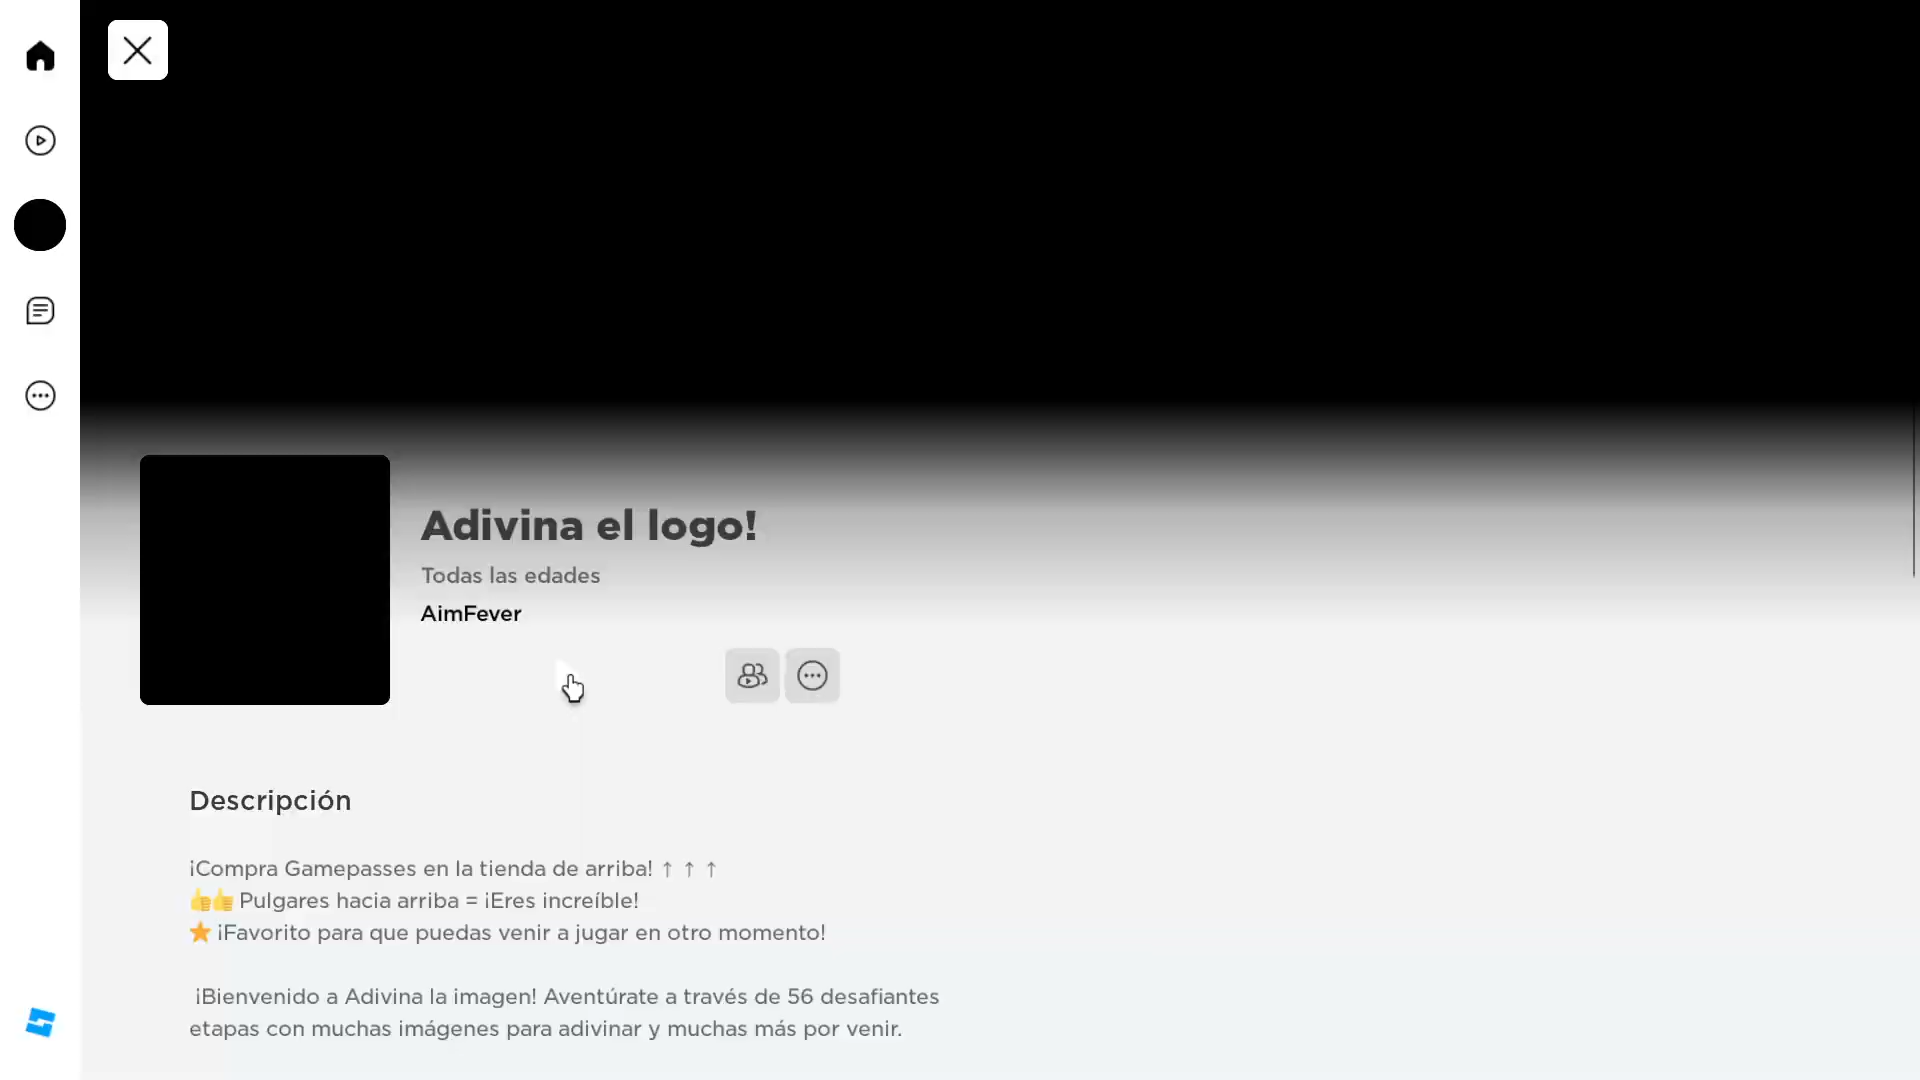 Adivina el logo!
Todas las edades
AimFever
Descripción
¡Compra Gamepasses en la tienda de arriba! ↑ ↑ ↑
👍👍 Pulgares hacia arriba = ¡Eres increíble!
⭐ ¡Favorito para que puedas venir a jugar en otro momento!
¡Bienvenido a Adivina la imagen! Aventúrate a través de 56 desafiantes
etapas con muchas imágenes para adivinar y muchas más por venir.